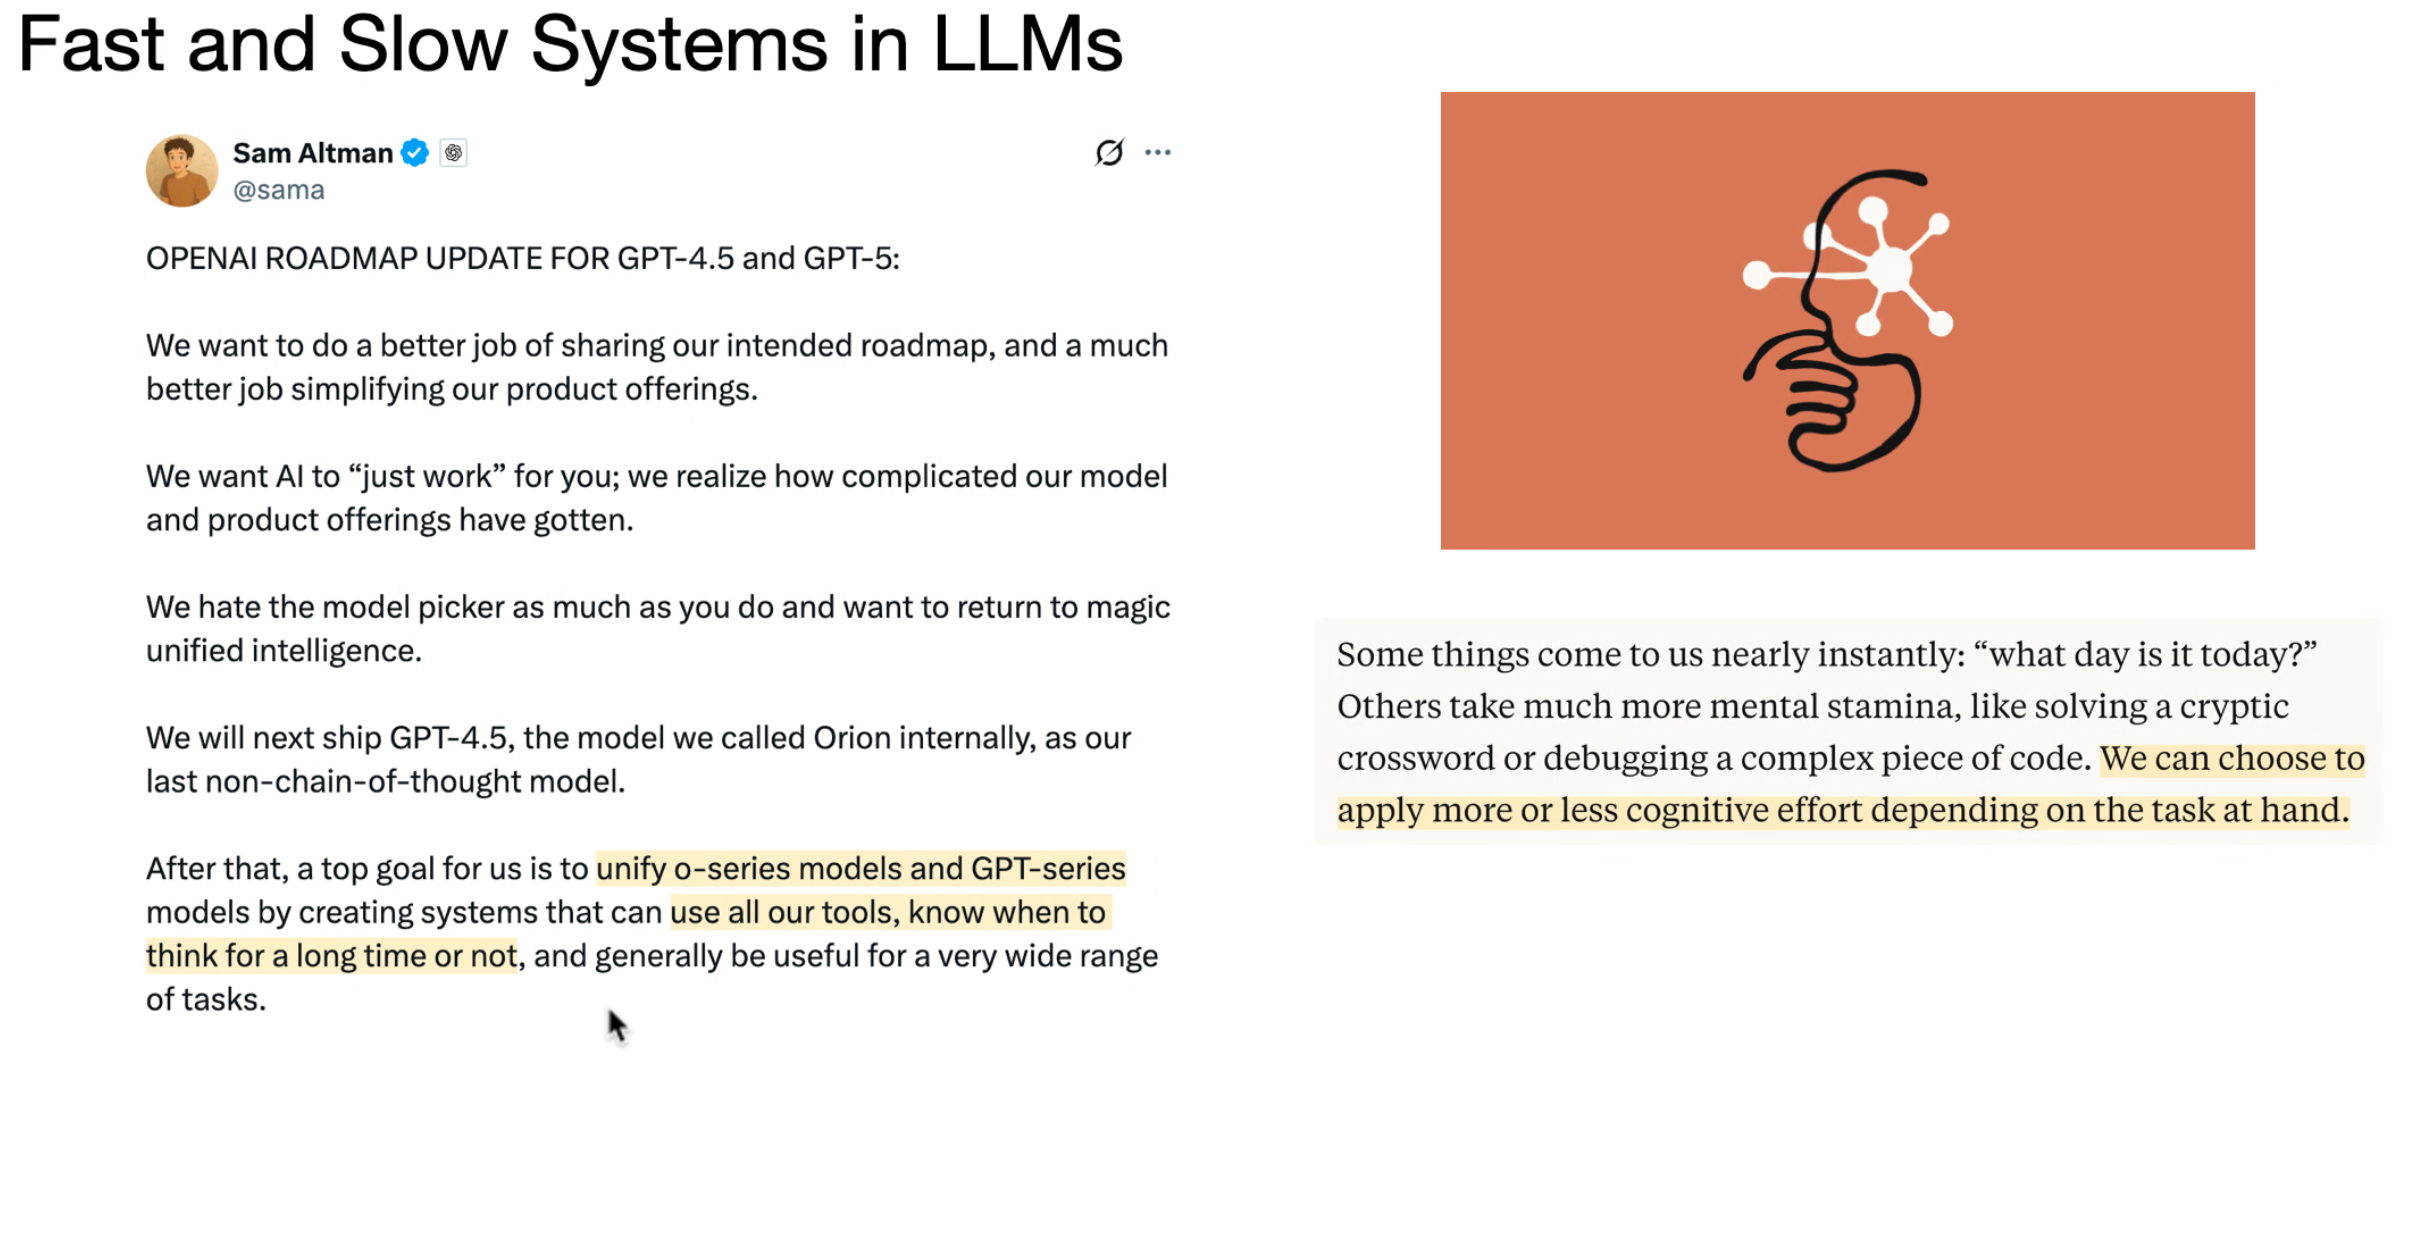 Fast and Slow Systems in LLMs
Sam Altman
@sama
OPENAI ROADMAP UPDATE FOR GPT-4.5 and GPT-5:
We want to do a better job of sharing our intended roadmap, and a much
better job simplifying our product offerings.
We want AI to “just work” for you; we realize how complicated our model
and product offerings have gotten.
We hate the model picker as much as you do and want to return to magic
unified intelligence.
We will next ship GPT-4.5, the model we called Orion internally, as our
last non-chain-of-thought model.
After that, a top goal for us is to unify o-series models and GPT-series
models by creating systems that can use all our tools, know when to
think for a long time or not, and generally be useful for a very wide range
of tasks.
Some things come to us nearly instantly: “what day is it today?”
Others take much more mental stamina, like solving a cryptic
crossword or debugging a complex piece of code. We can choose to
apply more or less cognitive effort depending on the task at hand.